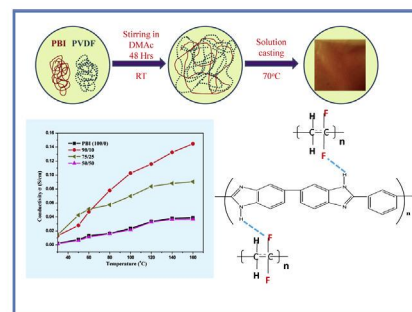 PBI PVDF
Stirring in
DMAc
48 Hrs
RT
Solution
casting
70°C
Conductivity σ (S/cm)
0.16
0.14
0.12
0.10
0.08
0.06
0.04
0.02
0.00
PBI (100/0)
90/10
75/25
50/50
40 60 80 100 120 140 160
Temperature (°C)
H F
C C n
H F
N
H
N
N
N
H
n
H F
C C n
H F